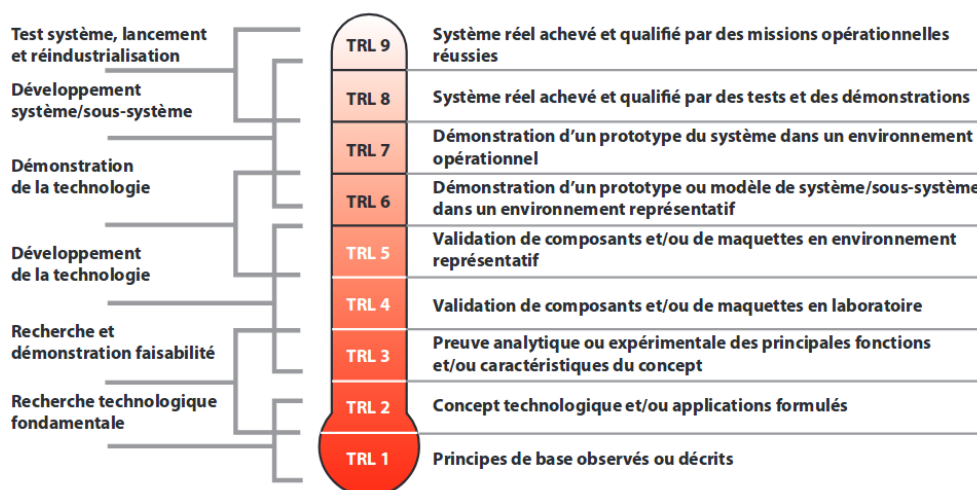 Test système, lancement
et réindustrialisation
Développement
système/sous-système
Démonstration
de la technologie
Développement
de la technologie
Recherche et
démonstration faisabilité
Recherche technologique
fondamentale
TRL 9
Système réel achevé et qualifié par des missions opérationnelles
réussies
TRL 8
Système réel achevé et qualifié par des tests et des démonstrations
TRL 7
Démonstration d’un prototype du système dans un environnement
opérationnel
TRL 6
Démonstration d’un prototype ou modèle de système/sous-système
dans un environnement représentatif
TRL 5
Validation de composants et/ou de maquettes en environnement
représentatif
TRL 4
Validation de composants et/ou de maquettes en laboratoire
TRL 3
Preuve analytique ou expérimentale des principales fonctions
et/ou caractéristiques du concept
TRL 2
Concept technologique et/ou applications formulés
TRL 1
Principes de base observés ou décrits